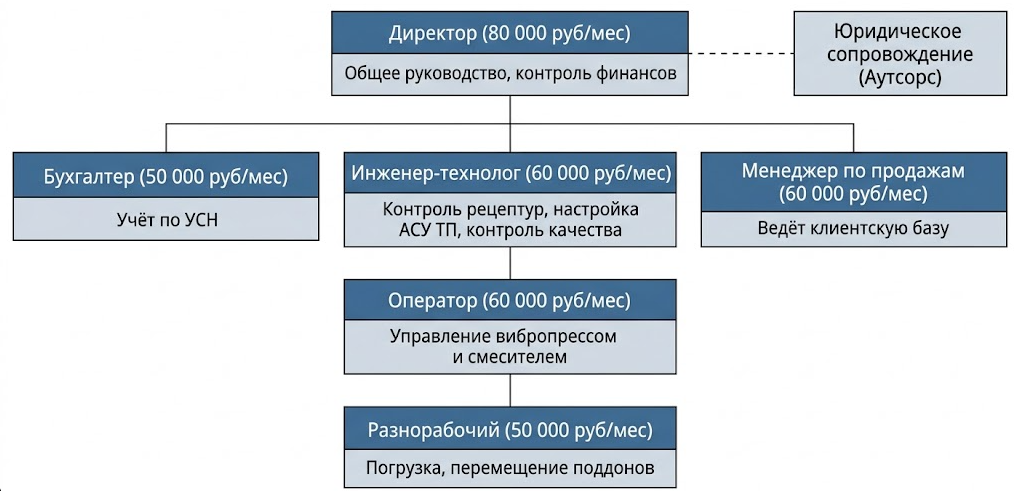 Директор (80 000 руб/мес)
Общее руководство, контроль финансов
Юридическое
сопровождение
(Аутсорс)
Бухгалтер (50 000 руб/мес)
Учёт по УСН
Инженер-технолог (60 000 руб/мес)
Контроль рецептур, настройка
АСУ ТП, контроль качества
Менеджер по продажам
(60 000 руб/мес)
Ведёт клиентскую базу
Оператор (60 000 руб/мес)
Управление вибропрессом
и смесителем
Разнорабочий (50 000 руб/мес)
Погрузка, перемещение поддонов